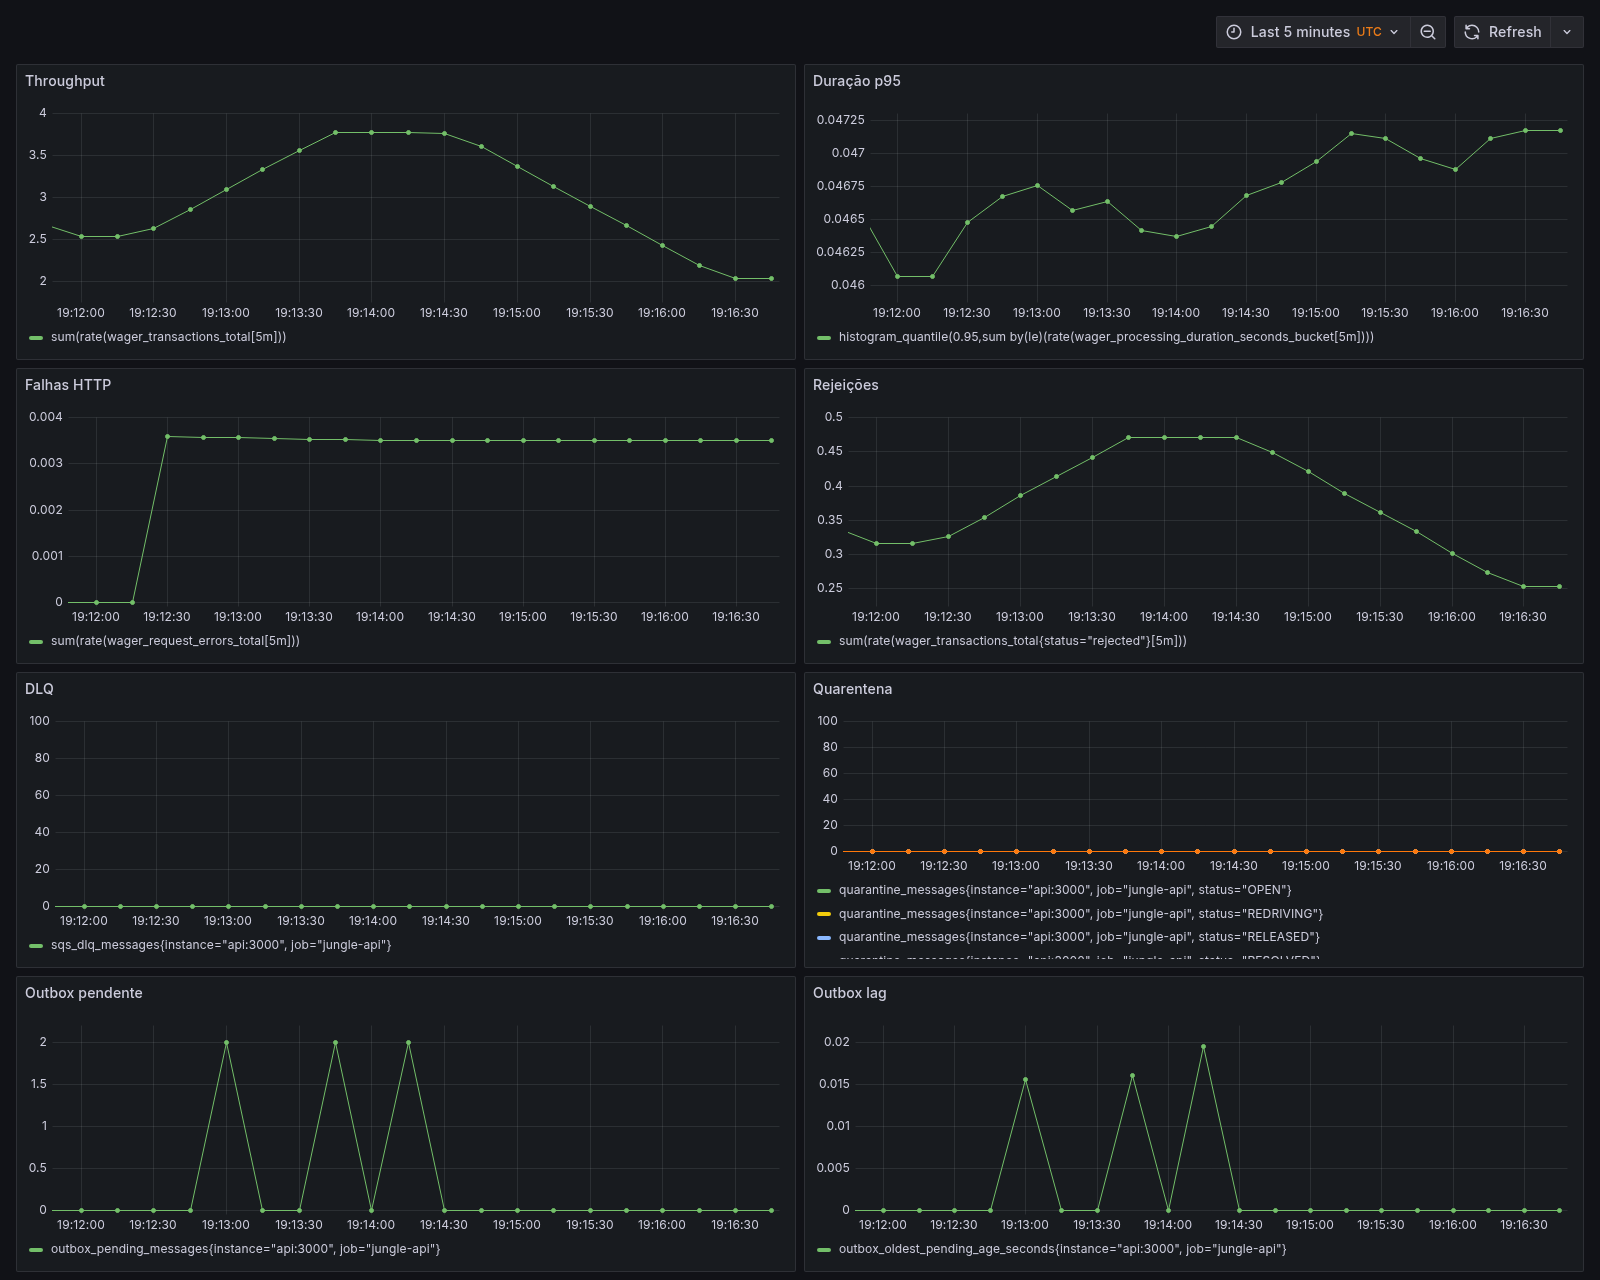 Last 5 minutes UTC
Refresh
Throughput
4
3.5
3
2.5
2
19:12:00 19:12:30 19:13:00 19:13:30 19:14:00 19:14:30 19:15:00 19:15:30 19:16:00 19:16:30
sum(rate(wager_transactions_total[5m]))
Duração p95
0.04725
0.047
0.04675
0.0465
0.04625
0.046
19:12:00 19:12:30 19:13:00 19:13:30 19:14:00 19:14:30 19:15:00 19:15:30 19:16:00 19:16:30
histogram_quantile(0.95,sum by(le)(rate(wager_processing_duration_seconds_bucket[5m])))
Falhas HTTP
0.004
0.003
0.002
0.001
0
19:12:00 19:12:30 19:13:00 19:13:30 19:14:00 19:14:30 19:15:00 19:15:30 19:16:00 19:16:30
sum(rate(wager_request_errors_total[5m]))
Rejeições
0.5
0.45
0.4
0.35
0.3
0.25
19:12:00 19:12:30 19:13:00 19:13:30 19:14:00 19:14:30 19:15:00 19:15:30 19:16:00 19:16:30
sum(rate(wager_transactions_total{status="rejected"}[5m]))
DLQ
100
80
60
40
20
0
19:12:00 19:12:30 19:13:00 19:13:30 19:14:00 19:14:30 19:15:00 19:15:30 19:16:00 19:16:30
sqs_dlq_messages{instance="api:3000", job="jungle-api"}
Quarentena
100
80
60
40
20
0
19:12:00 19:12:30 19:13:00 19:13:30 19:14:00 19:14:30 19:15:00 19:15:30 19:16:00 19:16:30
quarantine_messages{instance="api:3000", job="jungle-api", status="OPEN"}
quarantine_messages{instance="api:3000", job="jungle-api", status="REDRIVING"}
quarantine_messages{instance="api:3000", job="jungle-api", status="RELEASED"}
quarantine_messages{instance="api:3000", job="jungle-api", status="RESOLVED"}
Outbox pendente
2
1.5
1
0.5
0
19:12:00 19:12:30 19:13:00 19:13:30 19:14:00 19:14:30 19:15:00 19:15:30 19:16:00 19:16:30
outbox_pending_messages{instance="api:3000", job="jungle-api"}
Outbox lag
0.02
0.015
0.01
0.005
0
19:12:00 19:12:30 19:13:00 19:13:30 19:14:00 19:14:30 19:15:00 19:15:30 19:16:00 19:16:30
outbox_oldest_pending_age_seconds{instance="api:3000", job="jungle-api"}